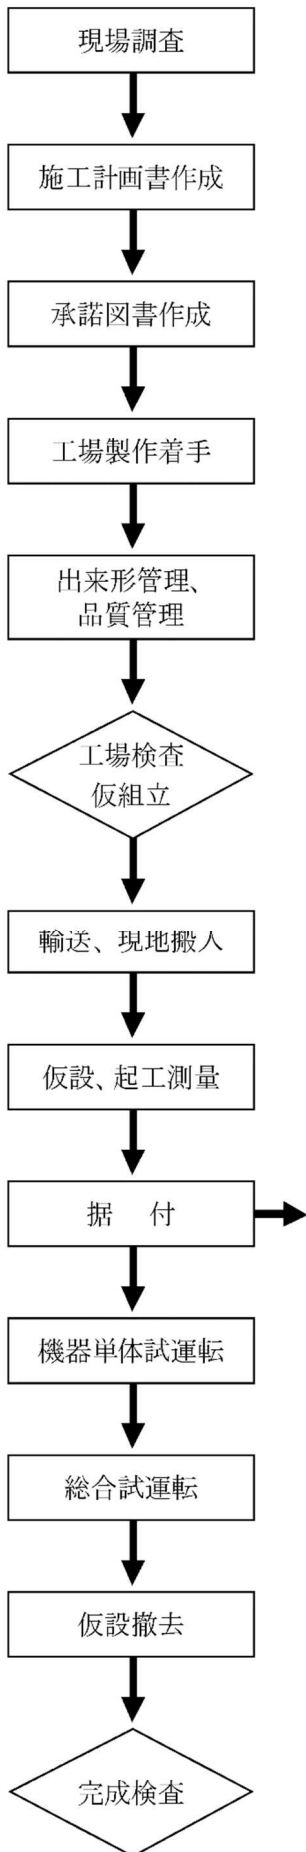 現場調査
施工計画書作成
承諾図書作成
工場製作着手
出来形管理、
品質管理
工場検査
仮組立
輸送、現地搬人
仮設、起工測量
据　付
機器単体試運転
総合試運転
仮設撤去
完成検査